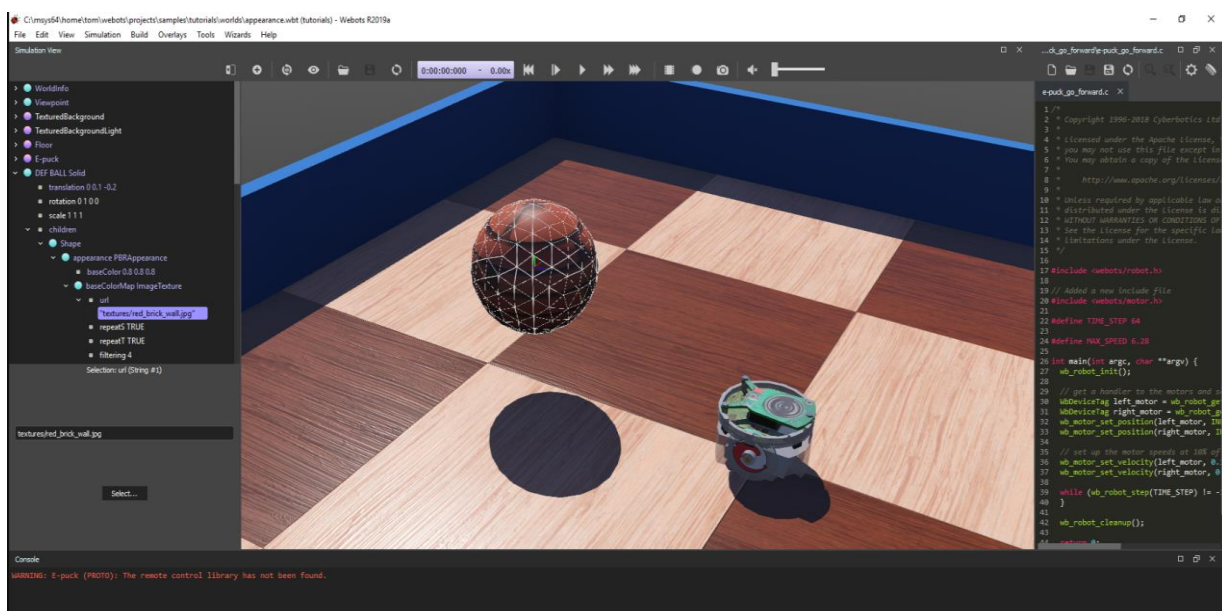 C:\msys64\home\tom\webots\projects\samples\tutorials\worlds\appearance.wbt (tutorials) - Webots R2019a
File Edit View Simulation Build Overlays Tools Wizards Help
Simulation View
...ck_go_forward\e-puck_go_forward.c
0:00:00:000 - 0.00x
WorldInfo
Viewpoint
TexturedBackground
TexturedBackgroundLight
Floor
E-puck
DEF BALL Solid
translation 0 0.1 -0.2
rotation 0 1 0 0
scale 1 1 1
children
Shape
appearance PBRAppearance
baseColor 0.8 0.8 0.8
baseColorMap ImageTexture
url
"textures/red_brick_wall.jpg"
repeatS TRUE
repeatT TRUE
filtering 4
Selection: url (String #1)
textures/red_brick_wall.jpg
Select...
e-puck_go_forward.c
1 /*
2 * Copyright 1996-2018 Cyberbotics Ltd
3 *
4 * Licensed under the Apache License,
5 * you may not use this file except in
6 * You may obtain a copy of the License
7 *
8 * http://www.apache.org/licenses/
9 *
10 * Unless required by applicable law o
11 * distributed under the License is di
12 * WITHOUT WARRANTIES OR CONDITIONS OF
13 * See the License for the specific la
14 * limitations under the License.
15 */
16
17 #include <webots/robot.h>
18
19 // Added a new include file
20 #include <webots/motor.h>
21
22 #define TIME_STEP 64
23
24 #define MAX_SPEED 6.28
25
26 int main(int argc, char **argv) {
27 wb_robot_init();
28
29 // get a handler to the motors and s
30 WbDeviceTag left_motor = wb_robot_ge
31 WbDeviceTag right_motor = wb_robot_g
32 wb_motor_set_position(left_motor, IN
33 wb_motor_set_position(right_motor, I
34
35 // set up the motor speeds at 10% of
36 wb_motor_set_velocity(left_motor, 0.
37 wb_motor_set_velocity(right_motor, 0
38
39 while (wb_robot_step(TIME_STEP) != -
40 }
41
42 wb_robot_cleanup();
43
44 return 0;
Console
WARNING: E-puck (PROTO): The remote control library has not been found.